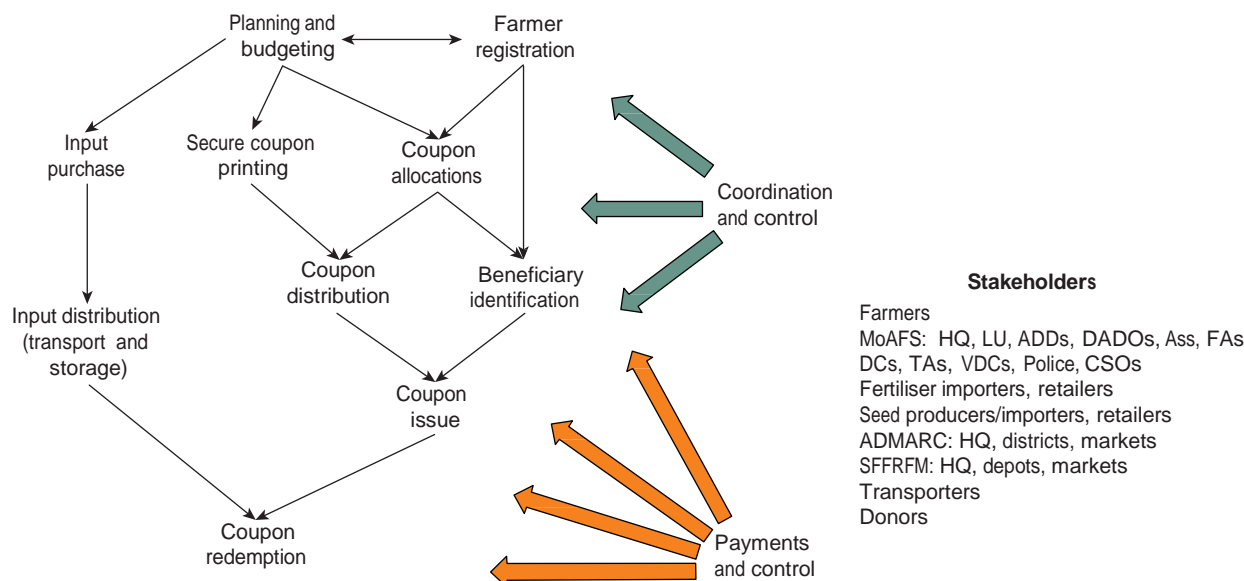 Planning and
budgeting
Farmer
registration
Input
purchase
Secure coupon
printing
Coupon
allocations
Coordination
and control
Coupon
distribution
Beneficiary
identification
Input distribution
(transport and
storage)
Coupon
issue
Coupon
redemption
Payments
and control
Stakeholders
Farmers
MoAFS: HQ, LU, ADDs, DADOs, Ass, FAs
DCs, TAs, VDCs, Police, CSOs
Fertiliser importers, retailers
Seed producers/importers, retailers
ADMARC: HQ, districts, markets
SFFRFM: HQ, depots, markets
Transporters
Donors